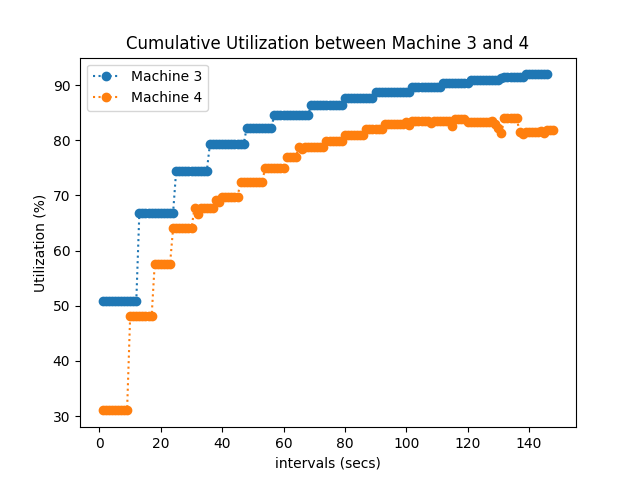 Cumulative Utilization between Machine 3 and 4
Machine 3
Machine 4
Utilization (%)
90
80
70
60
50
40
30
0 20 40 60 80 100 120 140
intervals (secs)